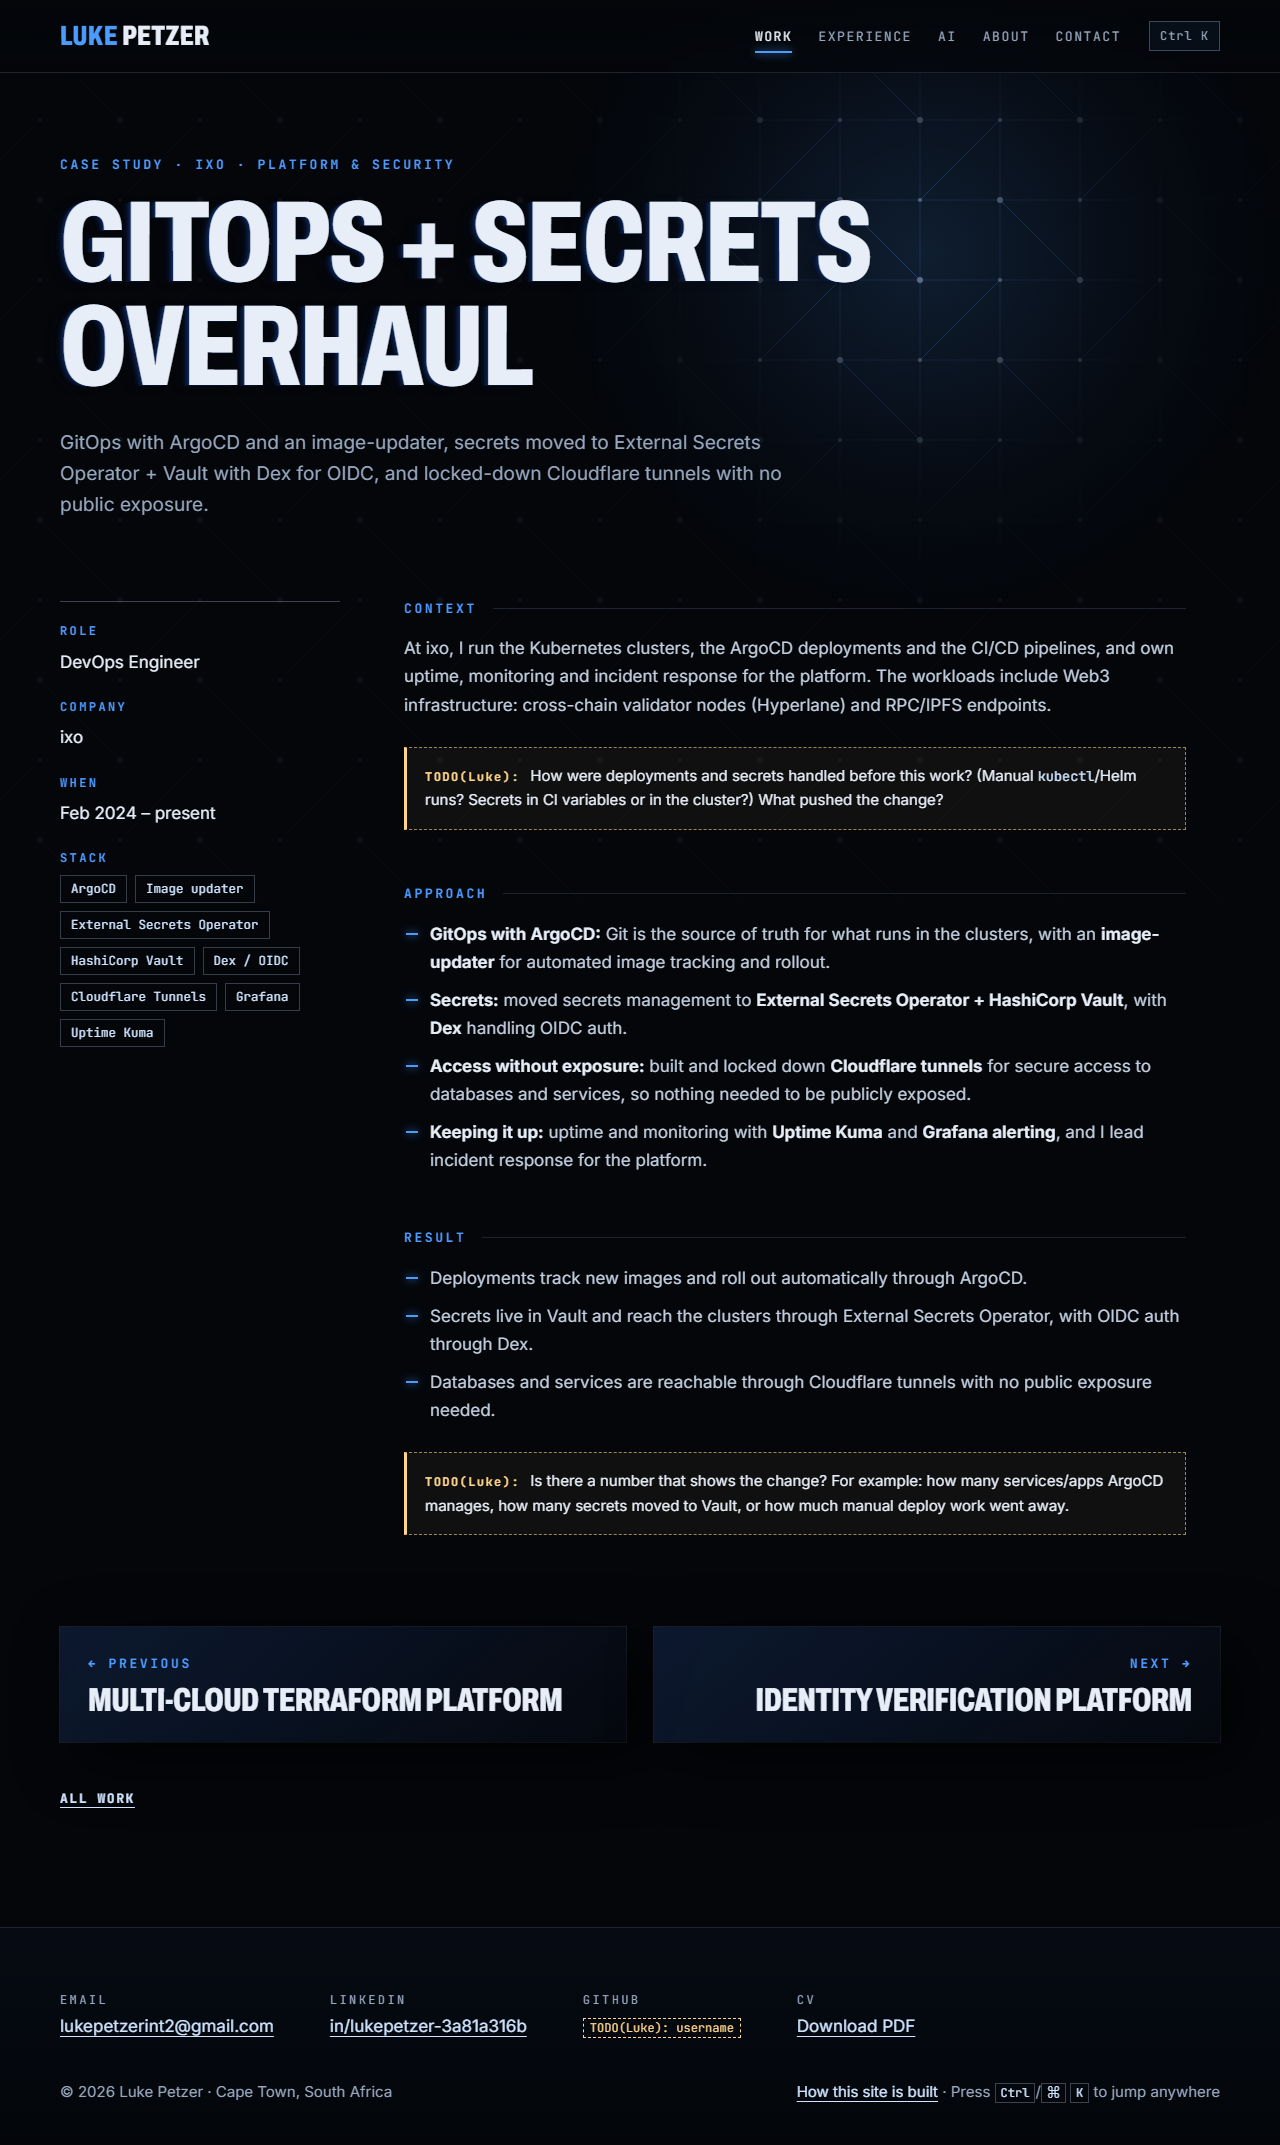 LUKE PETZER
WORK EXPERIENCE AI ABOUT CONTACT Ctrl K
CASE STUDY · IXO · PLATFORM & SECURITY
GITOPS + SECRETS
OVERHAUL
GitOps with ArgoCD and an image-updater, secrets moved to External Secrets
Operator + Vault with Dex for OIDC, and locked-down Cloudflare tunnels with no
public exposure.
ROLE
DevOps Engineer
COMPANY
ixo
WHEN
Feb 2024 – present
STACK
ArgoCD Image updater
External Secrets Operator
HashiCorp Vault Dex / OIDC
Cloudflare Tunnels Grafana
Uptime Kuma
CONTEXT
At ixo, I run the Kubernetes clusters, the ArgoCD deployments and the CI/CD pipelines, and own
uptime, monitoring and incident response for the platform. The workloads include Web3
infrastructure: cross-chain validator nodes (Hyperlane) and RPC/IPFS endpoints.
TODO(Luke): How were deployments and secrets handled before this work? (Manual kubectl/Helm
runs? Secrets in CI variables or in the cluster?) What pushed the change?
APPROACH
— GitOps with ArgoCD: Git is the source of truth for what runs in the clusters, with an image-
updater for automated image tracking and rollout.
— Secrets: moved secrets management to External Secrets Operator + HashiCorp Vault, with
Dex handling OIDC auth.
— Access without exposure: built and locked down Cloudflare tunnels for secure access to
databases and services, so nothing needed to be publicly exposed.
— Keeping it up: uptime and monitoring with Uptime Kuma and Grafana alerting, and I lead
incident response for the platform.
RESULT
— Deployments track new images and roll out automatically through ArgoCD.
— Secrets live in Vault and reach the clusters through External Secrets Operator, with OIDC auth
through Dex.
— Databases and services are reachable through Cloudflare tunnels with no public exposure
needed.
TODO(Luke): Is there a number that shows the change? For example: how many services/apps ArgoCD
manages, how many secrets moved to Vault, or how much manual deploy work went away.
← PREVIOUS
MULTI-CLOUD TERRAFORM PLATFORM
NEXT →
IDENTITY VERIFICATION PLATFORM
ALL WORK
EMAIL
lukepetzerint2@gmail.com
LINKEDIN
in/lukepetzer-3a81a316b
GITHUB
TODO(Luke): username
CV
Download PDF
© 2026 Luke Petzer · Cape Town, South Africa
How this site is built · Press Ctrl/⌘ K to jump anywhere